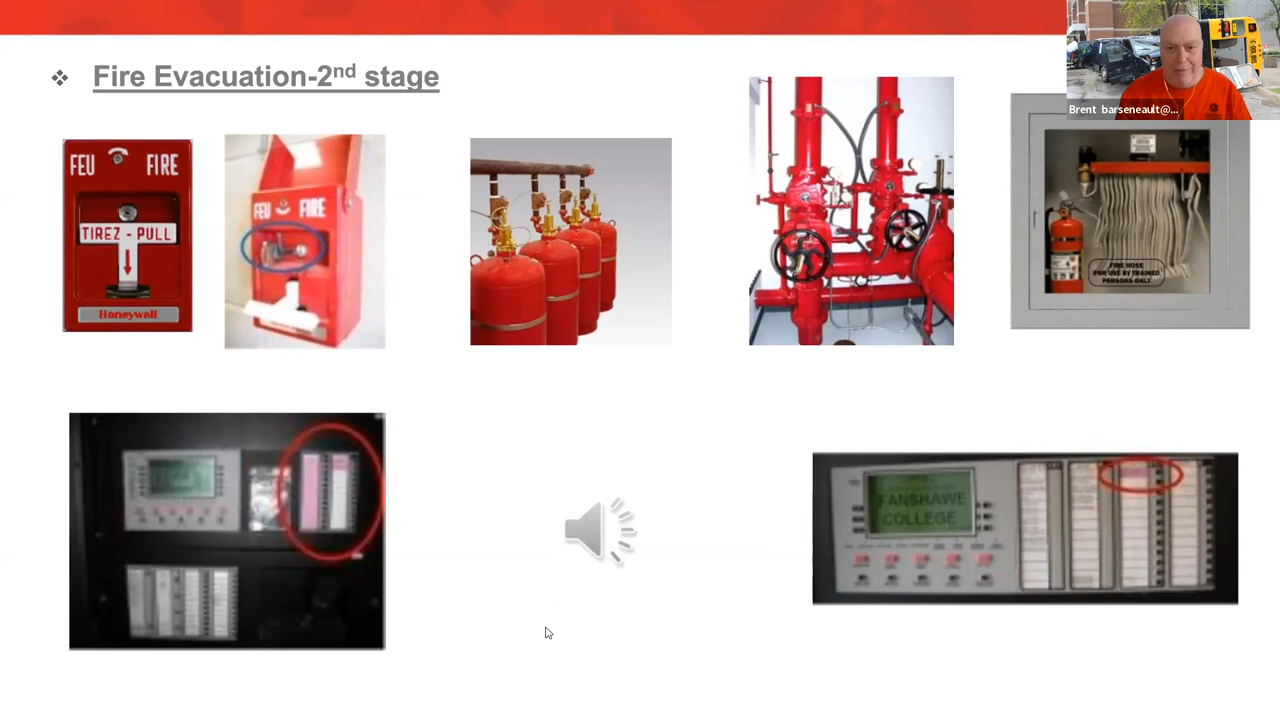 Fire Evacuation-2nd stage
Brent barseneault@...
FEU FIRE
TIREZ - PULL
Honeywell
FEU FIRE
FIRE HOSE
FOR USE BY TRAINED
PERSONS ONLY
FANSHAWE
COLLEGE